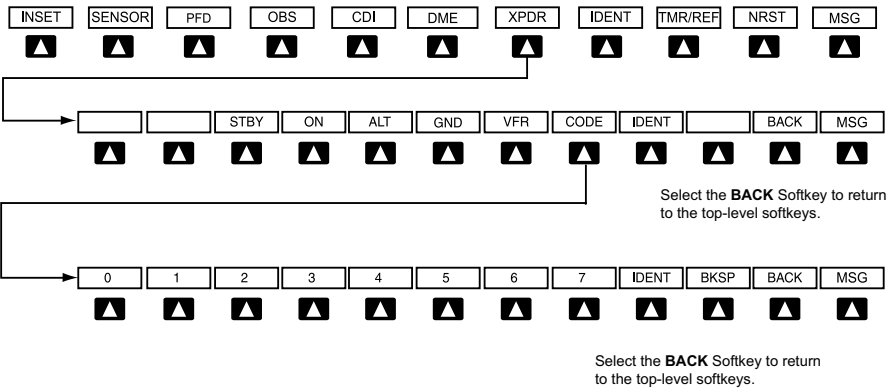 INSET SENSOR PFD OBS CDI DME XPDR IDENT TMR/REF NRST MSG
STBY ON ALT GND VFR CODE IDENT BACK MSG
Select the BACK Softkey to return
to the top-level softkeys.
0 1 2 3 4 5 6 7 IDENT BKSP BACK MSG
Select the BACK Softkey to return
to the top-level softkeys.